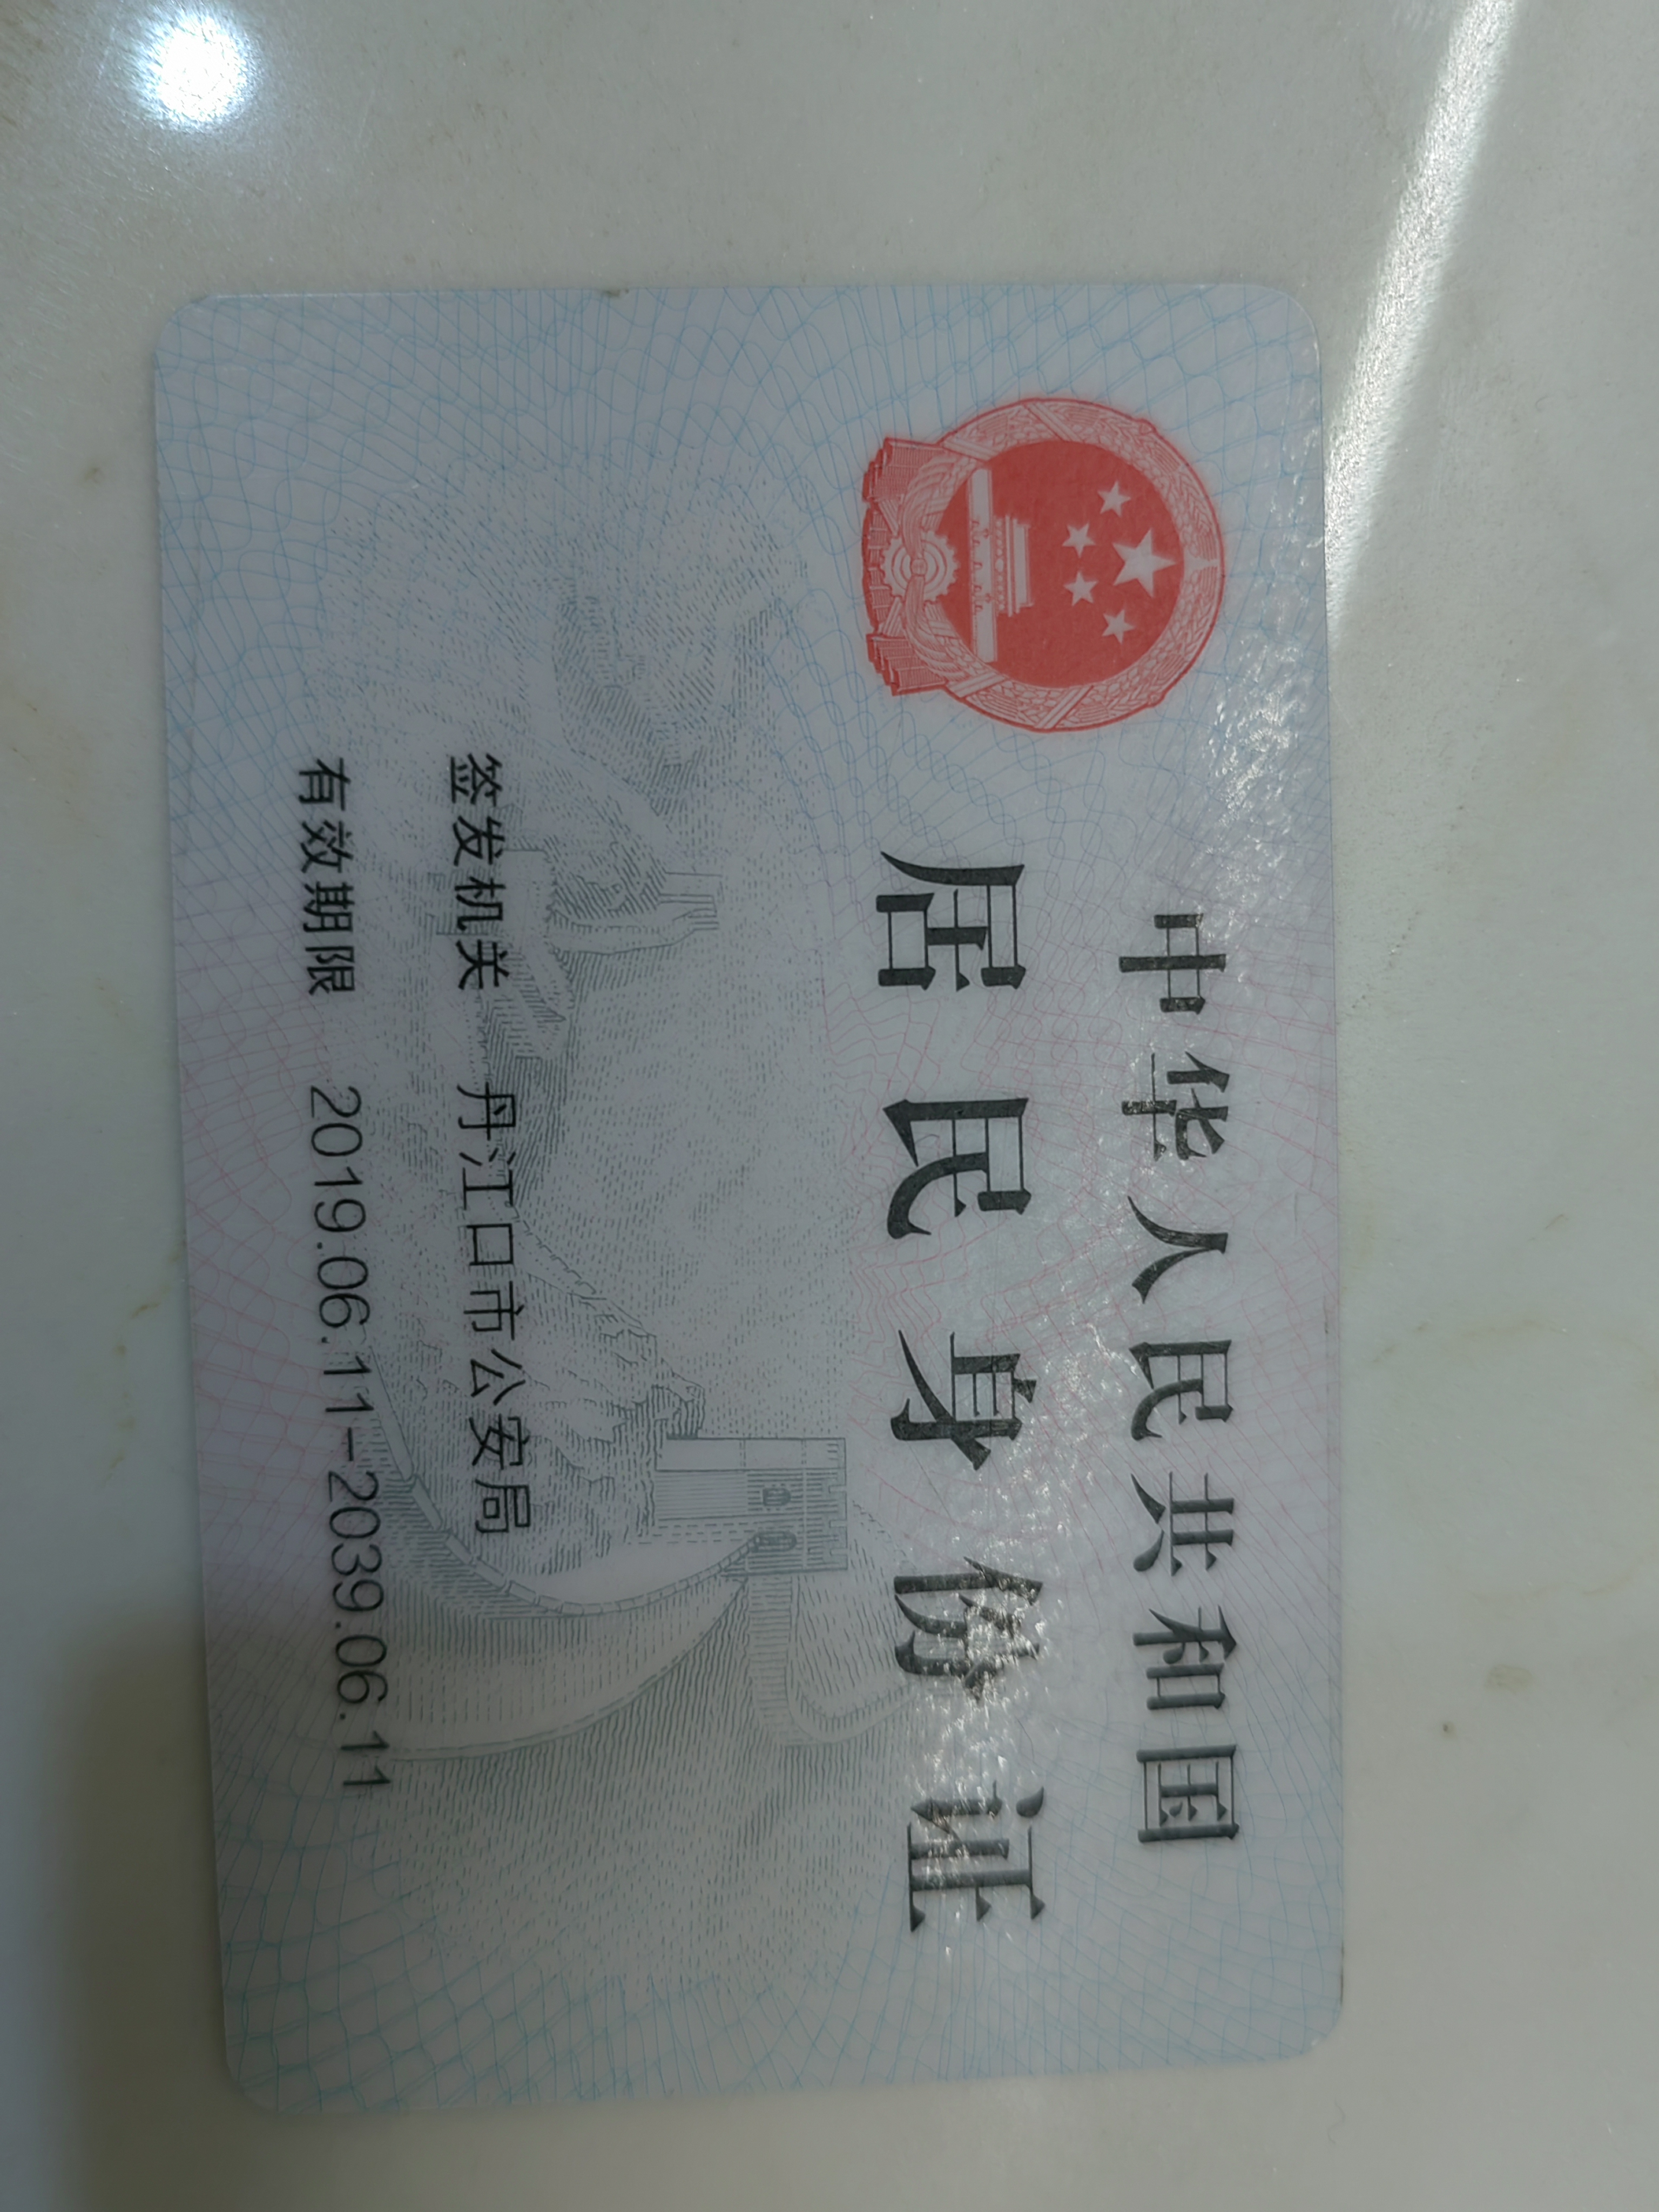 中华人民共和国
居民身份证
签发机关 丹江口市公安局
有效期限 2019.06.11-2039.06.11